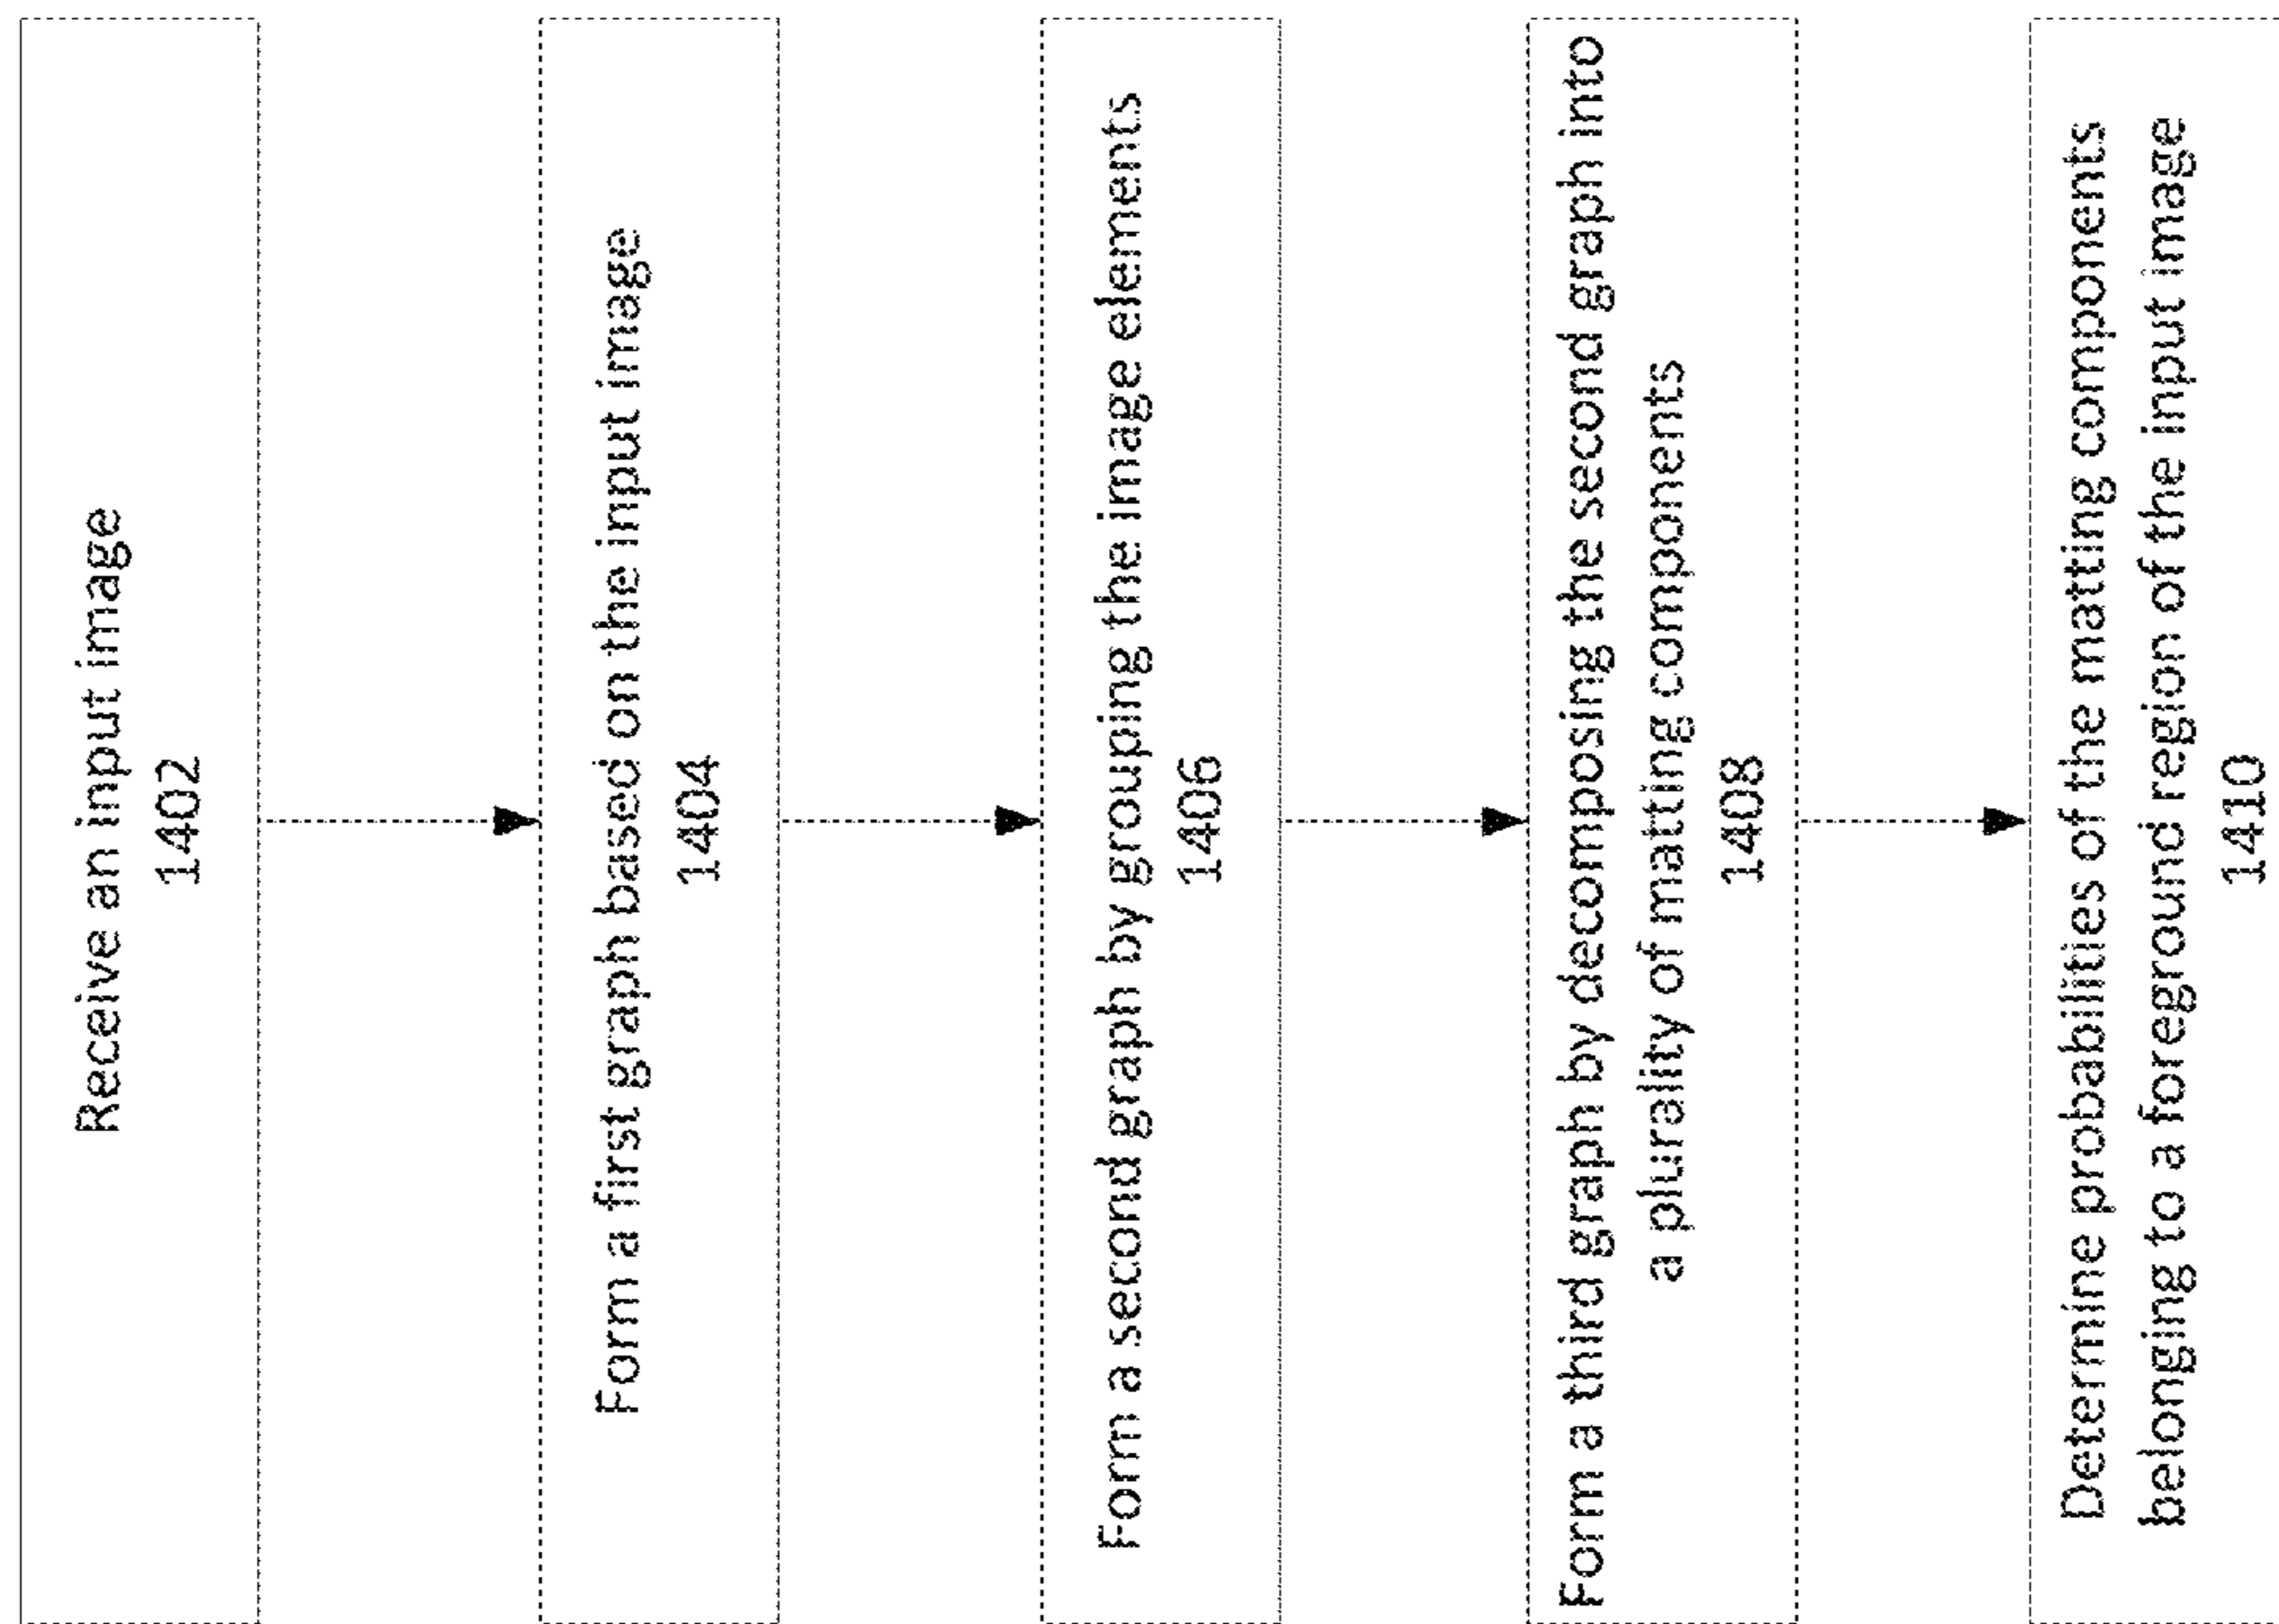 Receive an input image
1402
Form a first graph based on the input image
1404
Form a second graph by grouping the image elements
1406
Form a third graph by decomposing the second graph into
a plurality of matting components
1408
Determine probabilities of the matting components
belonging to a foreground region of the input image
1410